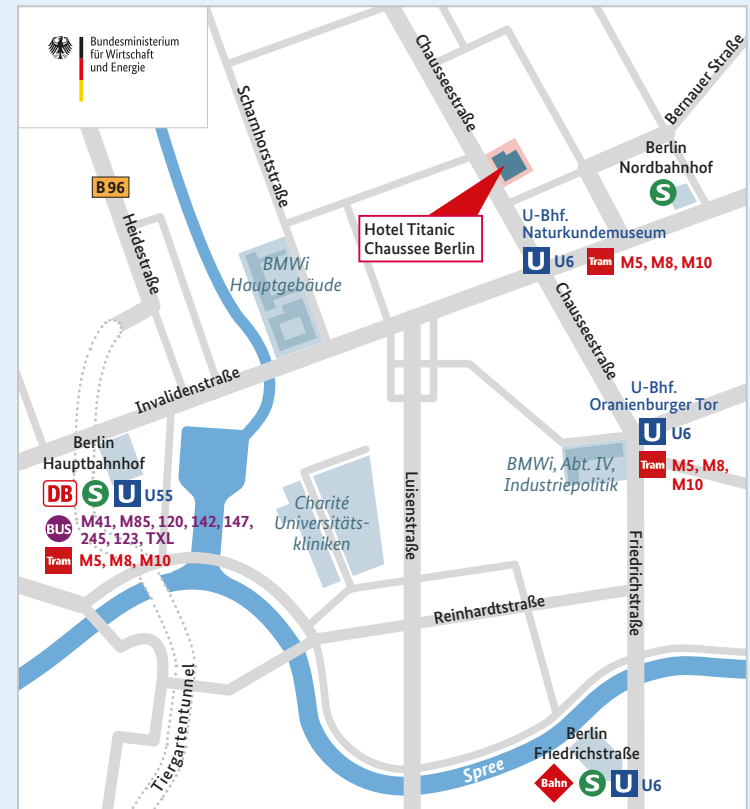 Bundesministerium
für Wirtschaft
und Energie
Chausseestraße
Bernauer Straße
Scharnhorststraße
Berlin
Nordbahnhof
S
B 96
Heidestraße
Hotel Titanic
Chaussee Berlin
U-Bhf.
Naturkundemuseum
U U6 Tram M5, M8, M10
BMWi
Hauptgebäude
Chausseestraße
Invalidenstraße
U-Bhf.
Oranienburger Tor
U U6
Tram M5, M8,
M10
Berlin
Hauptbahnhof
DB S U U55
BUS M41, M85, 120, 142, 147,
245, 123, TXL
Tram M5, M8, M10
BMWi, Abt. IV,
Industriepolitik
Charité
Universitäts-
kliniken
Luisenstraße
Friedrichstraße
Reinhardtstraße
Tiergartentunnel
Spree
Berlin
Friedrichstraße
Bahn S U U6